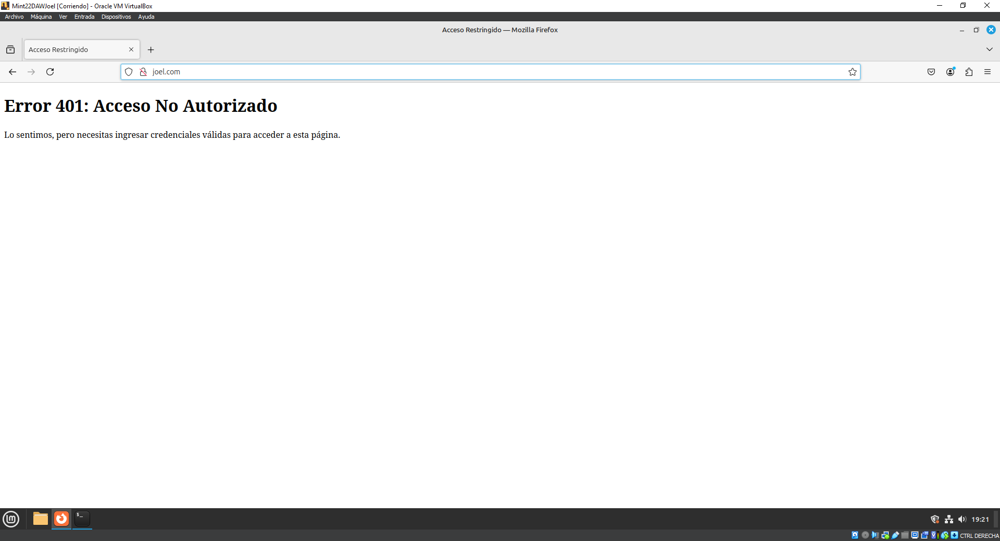 Mint22DAWJoel [Corriendo] - Oracle VM VirtualBox
Archivo Máquina Ver Entrada Dispositivos Ayuda
Acceso Restringido — Mozilla Firefox
Acceso Restringido
joel.com
Error 401: Acceso No Autorizado
Lo sentimos, pero necesitas ingresar credenciales válidas para acceder a esta página.
19:21
CTRL DERECHA